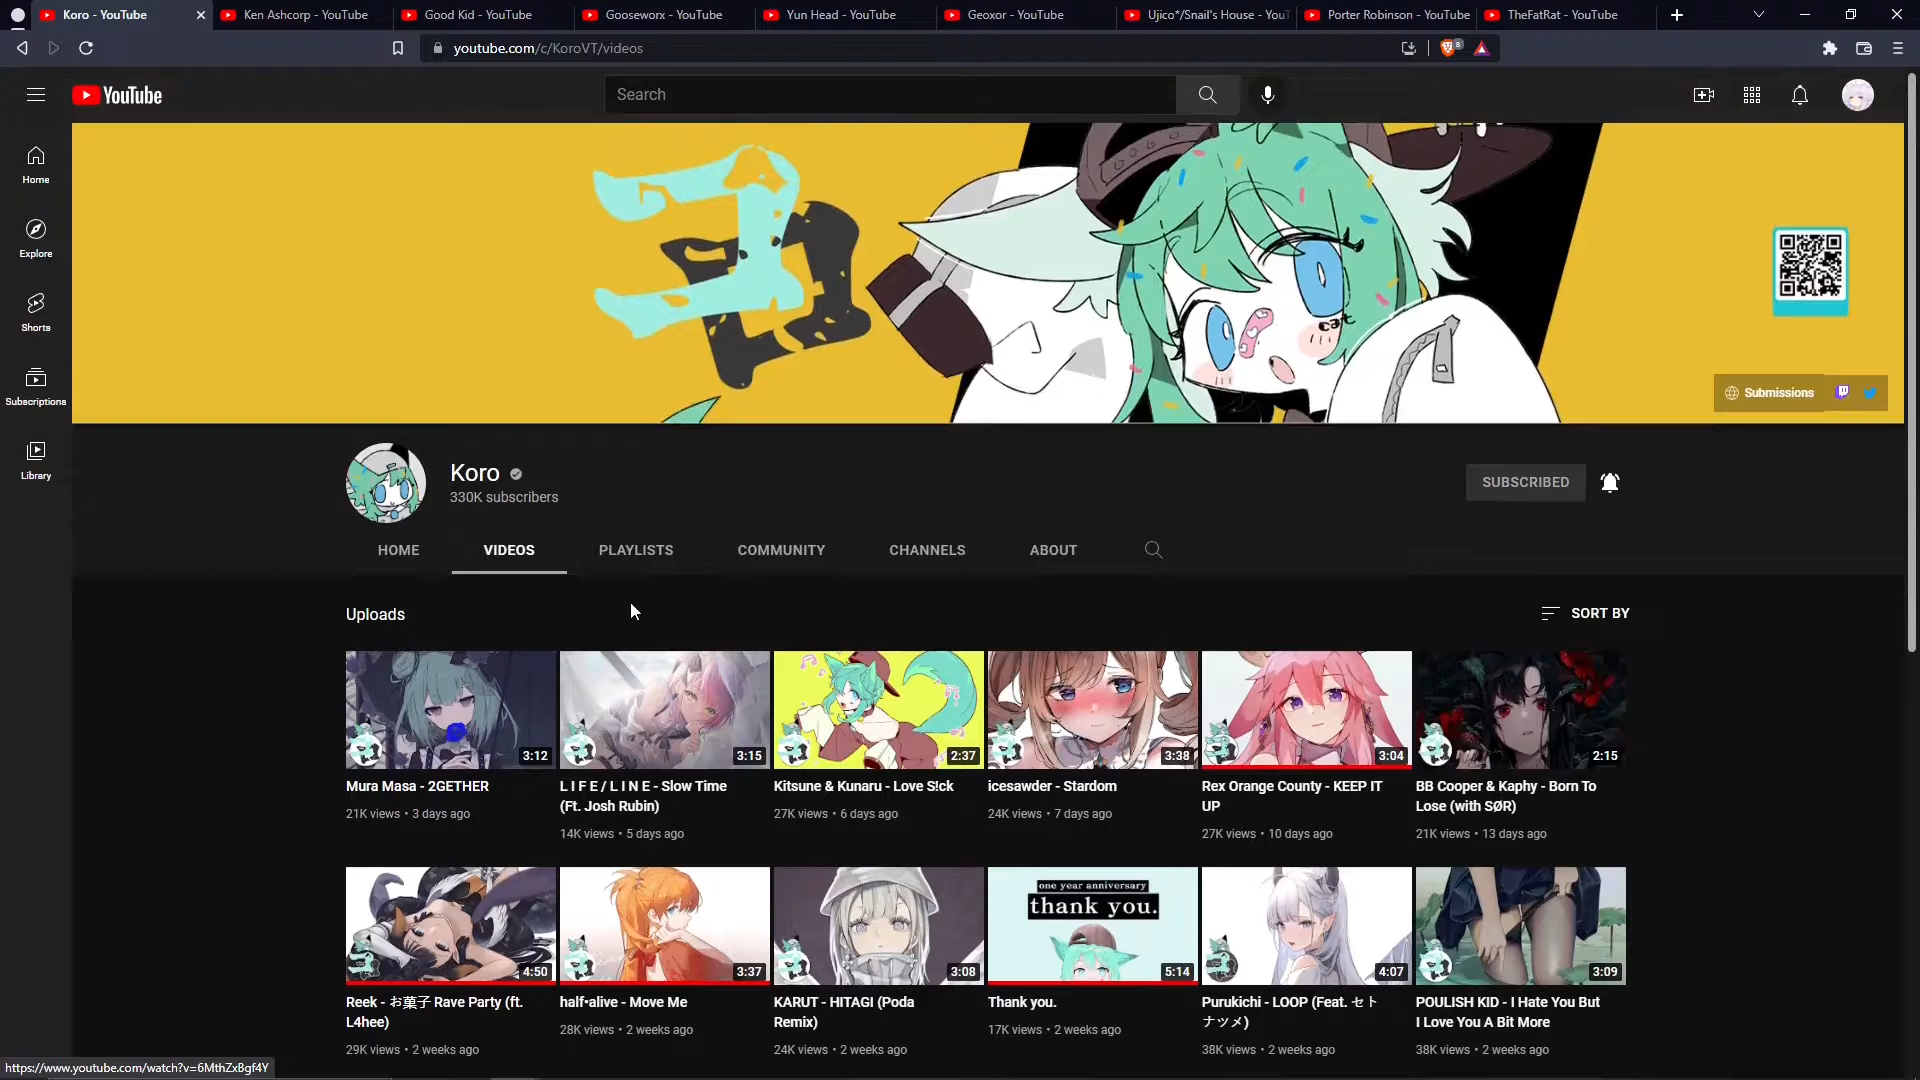 Koro - YouTube
Ken Ashcorp - YouTube
Good Kid - YouTube
Gooseworx - YouTube
Yun Head - YouTube
Geoxor - YouTube
Ujico*/Snail's House - YouT
Porter Robinson - YouTube
TheFatRat - YouTube
youtube.com/c/KoroVT/videos
8
YouTube
Search
Home
Explore
Shorts
Subscriptions
Library
コロ
cat
Submissions
Koro
330K subscribers
SUBSCRIBED
HOME
VIDEOS
PLAYLISTS
COMMUNITY
CHANNELS
ABOUT
Uploads
SORT BY
3:12
3:15
2:37
3:38
3:04
2:15
Mura Masa - 2GETHER
21K views • 3 days ago
L I F E / L I N E - Slow Time
(Ft. Josh Rubin)
14K views • 5 days ago
Kitsune & Kunaru - Love S!ck
27K views • 6 days ago
icesawder - Stardom
24K views • 7 days ago
Rex Orange County - KEEP IT
UP
27K views • 10 days ago
BB Cooper & Kaphy - Born To
Lose (with SØR)
21K views • 13 days ago
one year anniversary
thank you.
4:50
3:37
3:08
5:14
4:07
3:09
Reek - お菓子 Rave Party (ft.
L4hee)
29K views • 2 weeks ago
half•alive - Move Me
28K views • 2 weeks ago
KARUT - HITAGI (Poda
Remix)
24K views • 2 weeks ago
Thank you.
17K views • 2 weeks ago
Purukichi - LOOP (Feat. セト
ナツメ)
38K views • 2 weeks ago
POULISH KID - I Hate You But
I Love You A Bit More
38K views • 2 weeks ago
https://www.youtube.com/watch?v=6MthZxBgf4Y